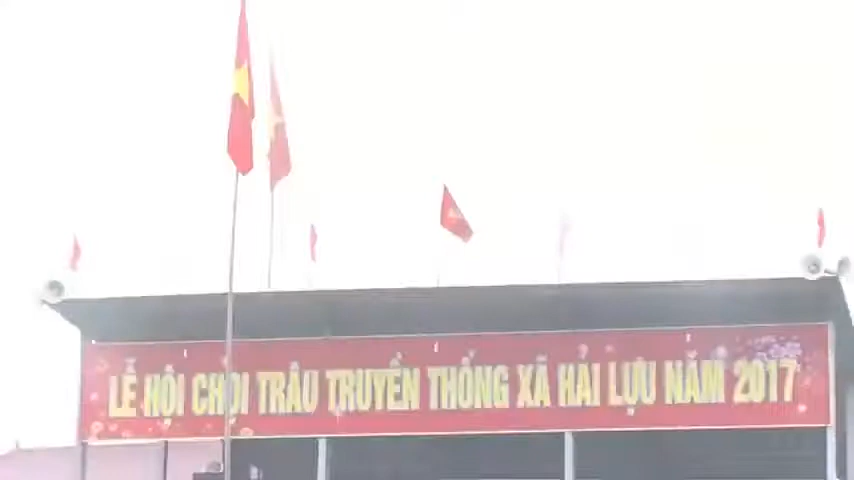 LỄ HỘI CHỌI TRÂU TRUYỀN THỐNG XÃ HẢI LỰU NĂM 2017